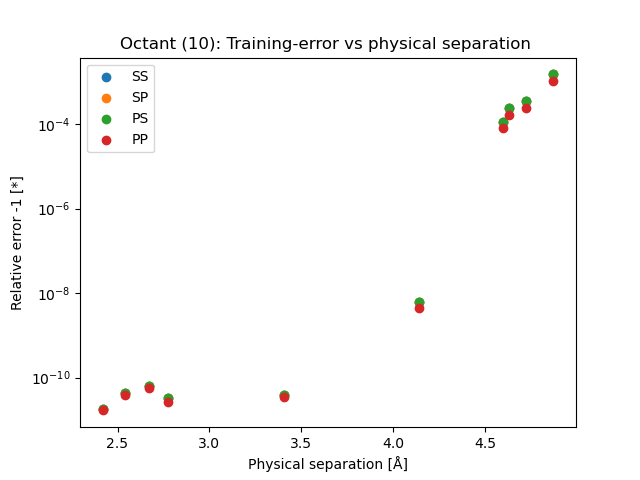 Octant (10): Training-error vs physical separation
SS
SP
PS
PP
10⁻⁴
10⁻⁶
10⁻⁸
10⁻¹⁰
Relative error -1 [*]
2.5 3.0 3.5 4.0 4.5
Physical separation [Å]